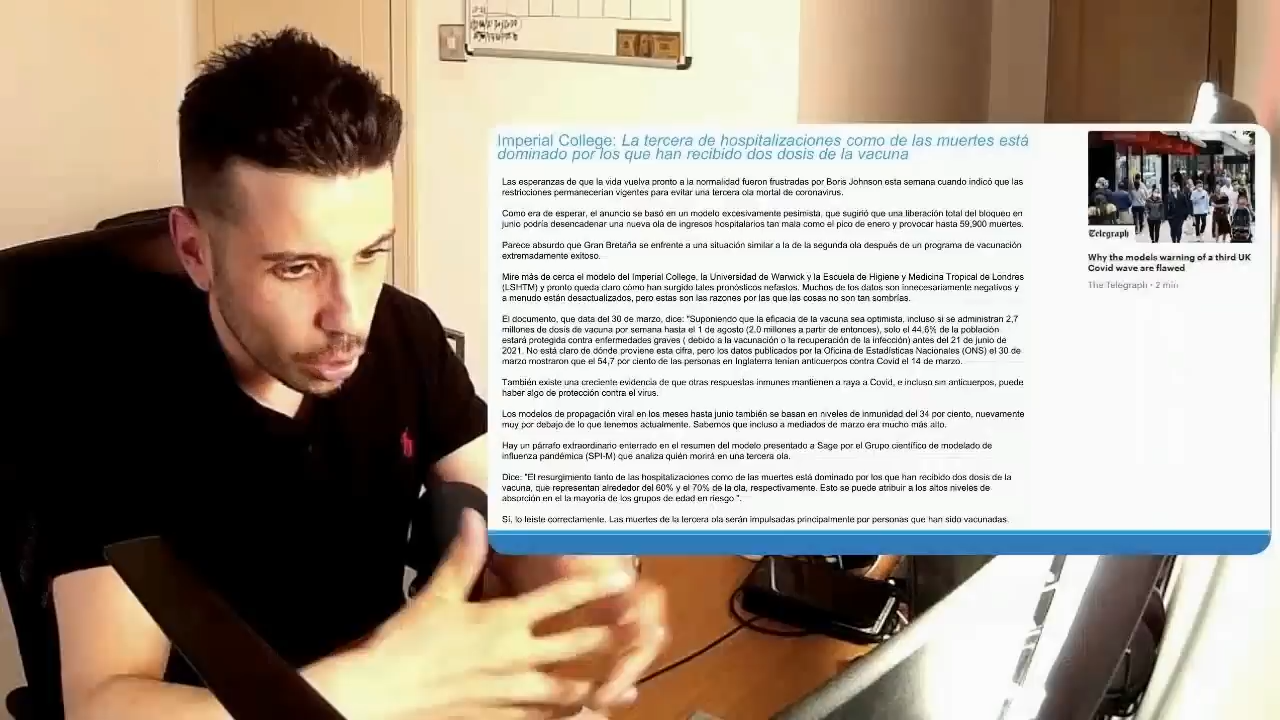 Imperial College: La tercera de hospitalizaciones como de las muertes está
dominado por los que han recibido dos dosis de la vacuna
Las esperanzas de que la vida vuelva pronto a la normalidad fueron frustradas por Boris Johnson esta semana cuando indicó que las
restricciones permanecerían vigentes para evitar una tercera ola mortal de coronavirus.
Como era de esperar, el anuncio se basó en un modelo excesivamente pesimista, que sugirió que una liberación total del bloqueo en
junio podría desencadenar una nueva ola de ingresos hospitalarios tan mala como el pico de enero y provocar hasta 59,900 muertes.
Parece absurdo que Gran Bretaña se enfrente a una situación similar a la de la segunda ola después de un programa de vacunación
extremadamente exitoso.
Mire más de cerca el modelo del Imperial College, la Universidad de Warwick y la Escuela de Higiene y Medicina Tropical de Londres
(LSHTM) y pronto queda claro cómo han surgido tales pronósticos nefastos. Muchos de los datos son innecesariamente negativos y
a menudo están desactualizados, pero estas son las razones por las que las cosas no son tan sombrías.
El documento, que data del 30 de marzo, dice: "Suponiendo que la eficacia de la vacuna sea optimista, incluso si se administran 2,7
millones de dosis de vacuna por semana hasta el 1 de agosto (2.0 millones a partir de entonces), solo el 44,6% de la población
estará protegida contra enfermedades graves ( debido a la vacunación o la recuperación de la infección) antes del 21 de junio de
2021. No está claro de dónde proviene esta cifra, pero los datos publicados por la Oficina de Estadísticas Nacionales (ONS) el 30 de
marzo mostraron que el 54,7 por ciento de las personas en Inglaterra tenían anticuerpos contra Covid el 14 de marzo.
También existe una creciente evidencia de que otras respuestas inmunes mantienen a raya a Covid, e incluso sin anticuerpos, puede
haber algo de protección contra el virus.
Los modelos de propagación viral en los meses hasta junio también se basan en niveles de inmunidad del 34 por ciento, nuevamente
muy por debajo de lo que tenemos actualmente. Sabemos que incluso a mediados de marzo era mucho más alto.
Hay un párrafo extraordinario enterrado en el resumen del modelo presentado a Sage por el Grupo científico de modelado de
influenza pandémica (SPI-M) que analiza quién morirá en una tercera ola.
Dice: "El resurgimiento tanto de las hospitalizaciones como de las muertes está dominado por los que han recibido dos dosis de la
vacuna, que representan alrededor del 60% y el 70% de la ola, respectivamente. Esto se puede atribuir a los altos niveles de
absorción en el la mayoría de los grupos de edad en riesgo ".
Sí, lo leíste correctamente. Las muertes de la tercera ola serán impulsadas principalmente por personas que han sido vacunadas.
Telegraph
Why the models warning of a third UK
Covid wave are flawed
The Telegraph • 2 min